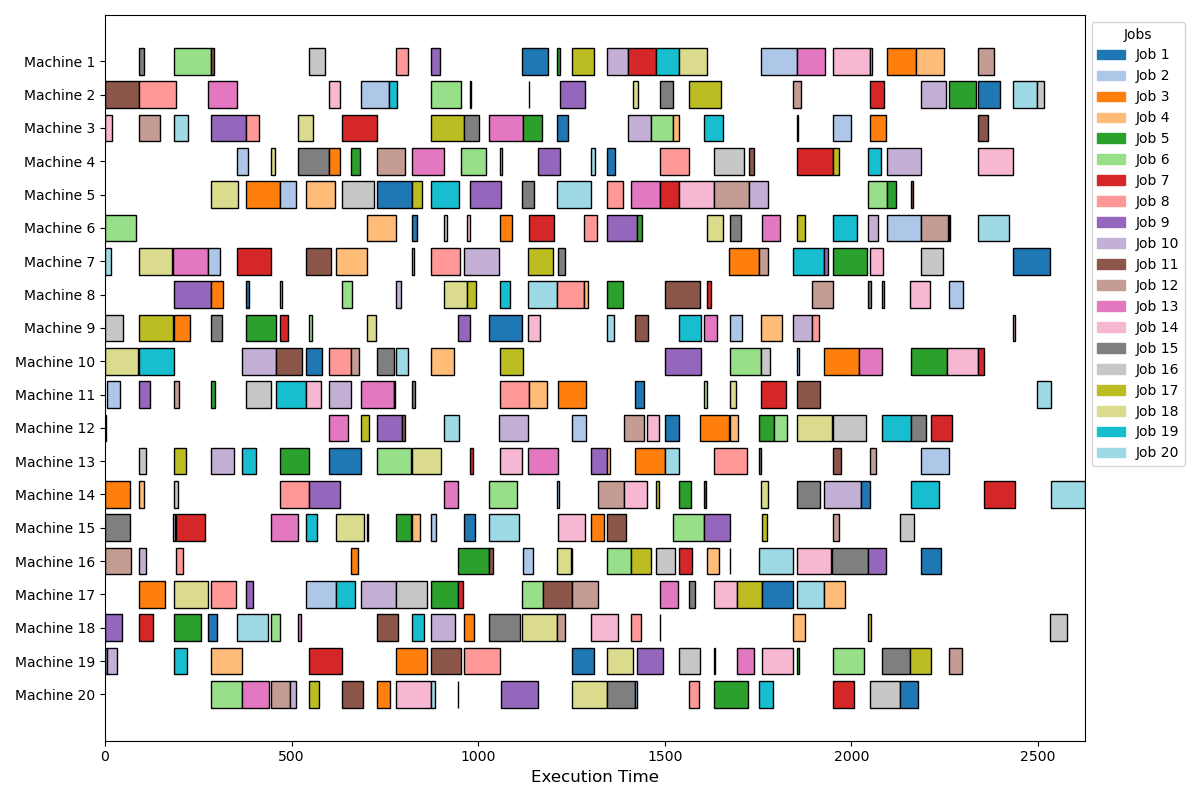 Machine 1
Machine 2
Machine 3
Machine 4
Machine 5
Machine 6
Machine 7
Machine 8
Machine 9
Machine 10
Machine 11
Machine 12
Machine 13
Machine 14
Machine 15
Machine 16
Machine 17
Machine 18
Machine 19
Machine 20
0 500 1000 1500 2000 2500
Execution Time
Jobs
Job 1
Job 2
Job 3
Job 4
Job 5
Job 6
Job 7
Job 8
Job 9
Job 10
Job 11
Job 12
Job 13
Job 14
Job 15
Job 16
Job 17
Job 18
Job 19
Job 20